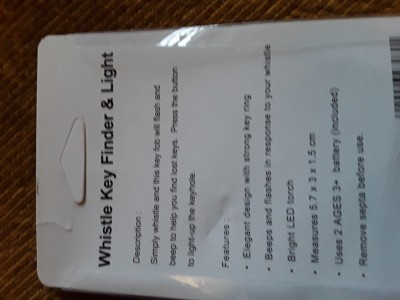 Whistle Key Finder & Light
Description :
Simply whistle and this key fob will flash and
beep to help you find lost keys. Press the button
to light-up the keyhole.
Features :
• Elegant design with strong key ring
• Beeps and flashes in response to your whistle
• Bright LED torch
• Measures 5.7 x 3 x 1.5 cm
• Uses 2 AGES 3+ battery (included)
• Remove septa before use.